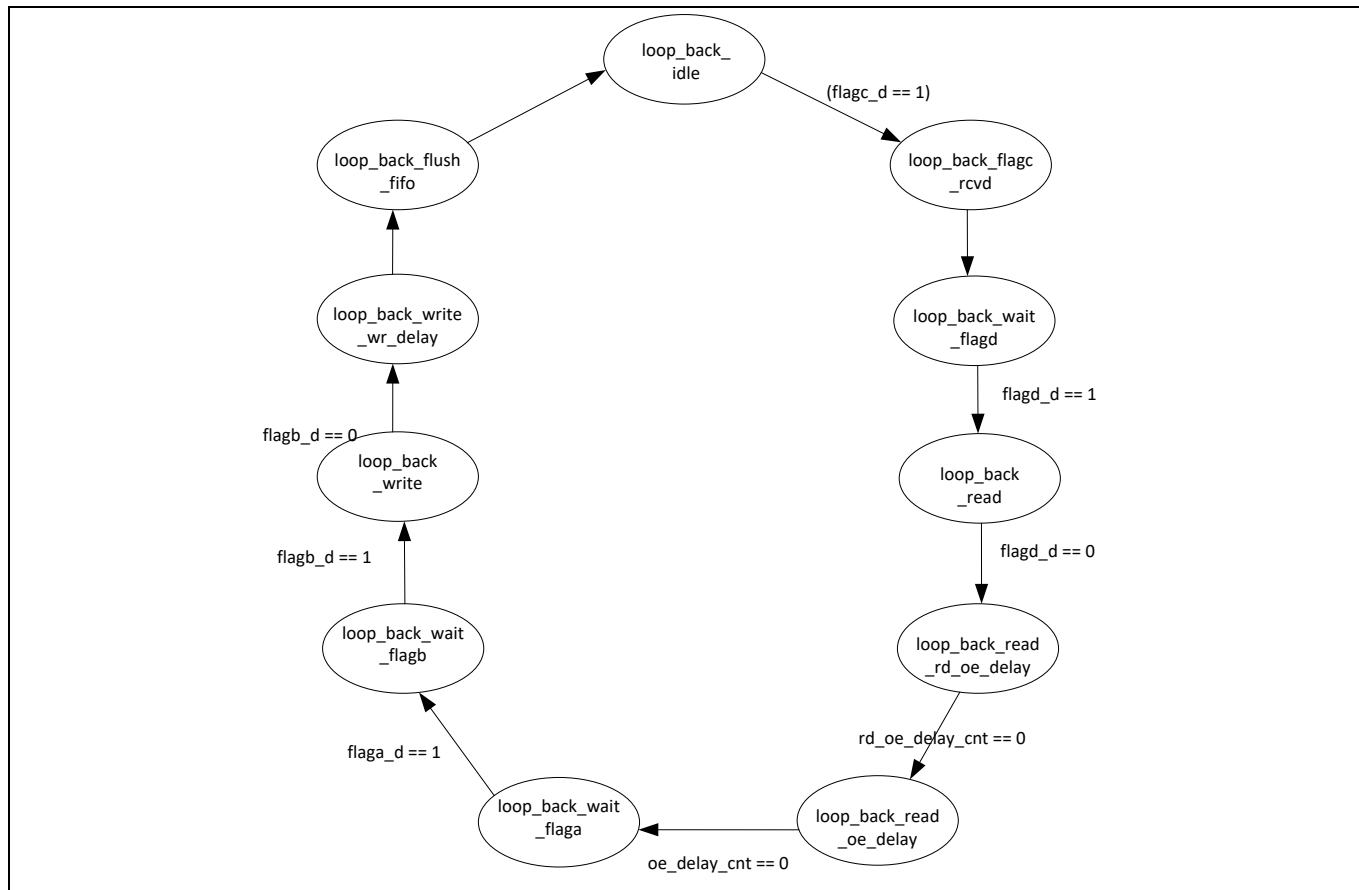 loop_back_
idle
(flagc_d == 1)
loop_back_flagc
_rcvd
loop_back_wait
_flagd
flagd_d == 1
loop_back
_read
flagd_d == 0
loop_back_read
_rd_oe_delay
rd_oe_delay_cnt == 0
loop_back_read
_oe_delay
oe_delay_cnt == 0
loop_back_wait
_flaga
flaga_d == 1
loop_back_wait
_flagb
flagb_d == 1
loop_back
_write
flagb_d == 0
loop_back_write
_wr_delay
loop_back_flush
_fifo